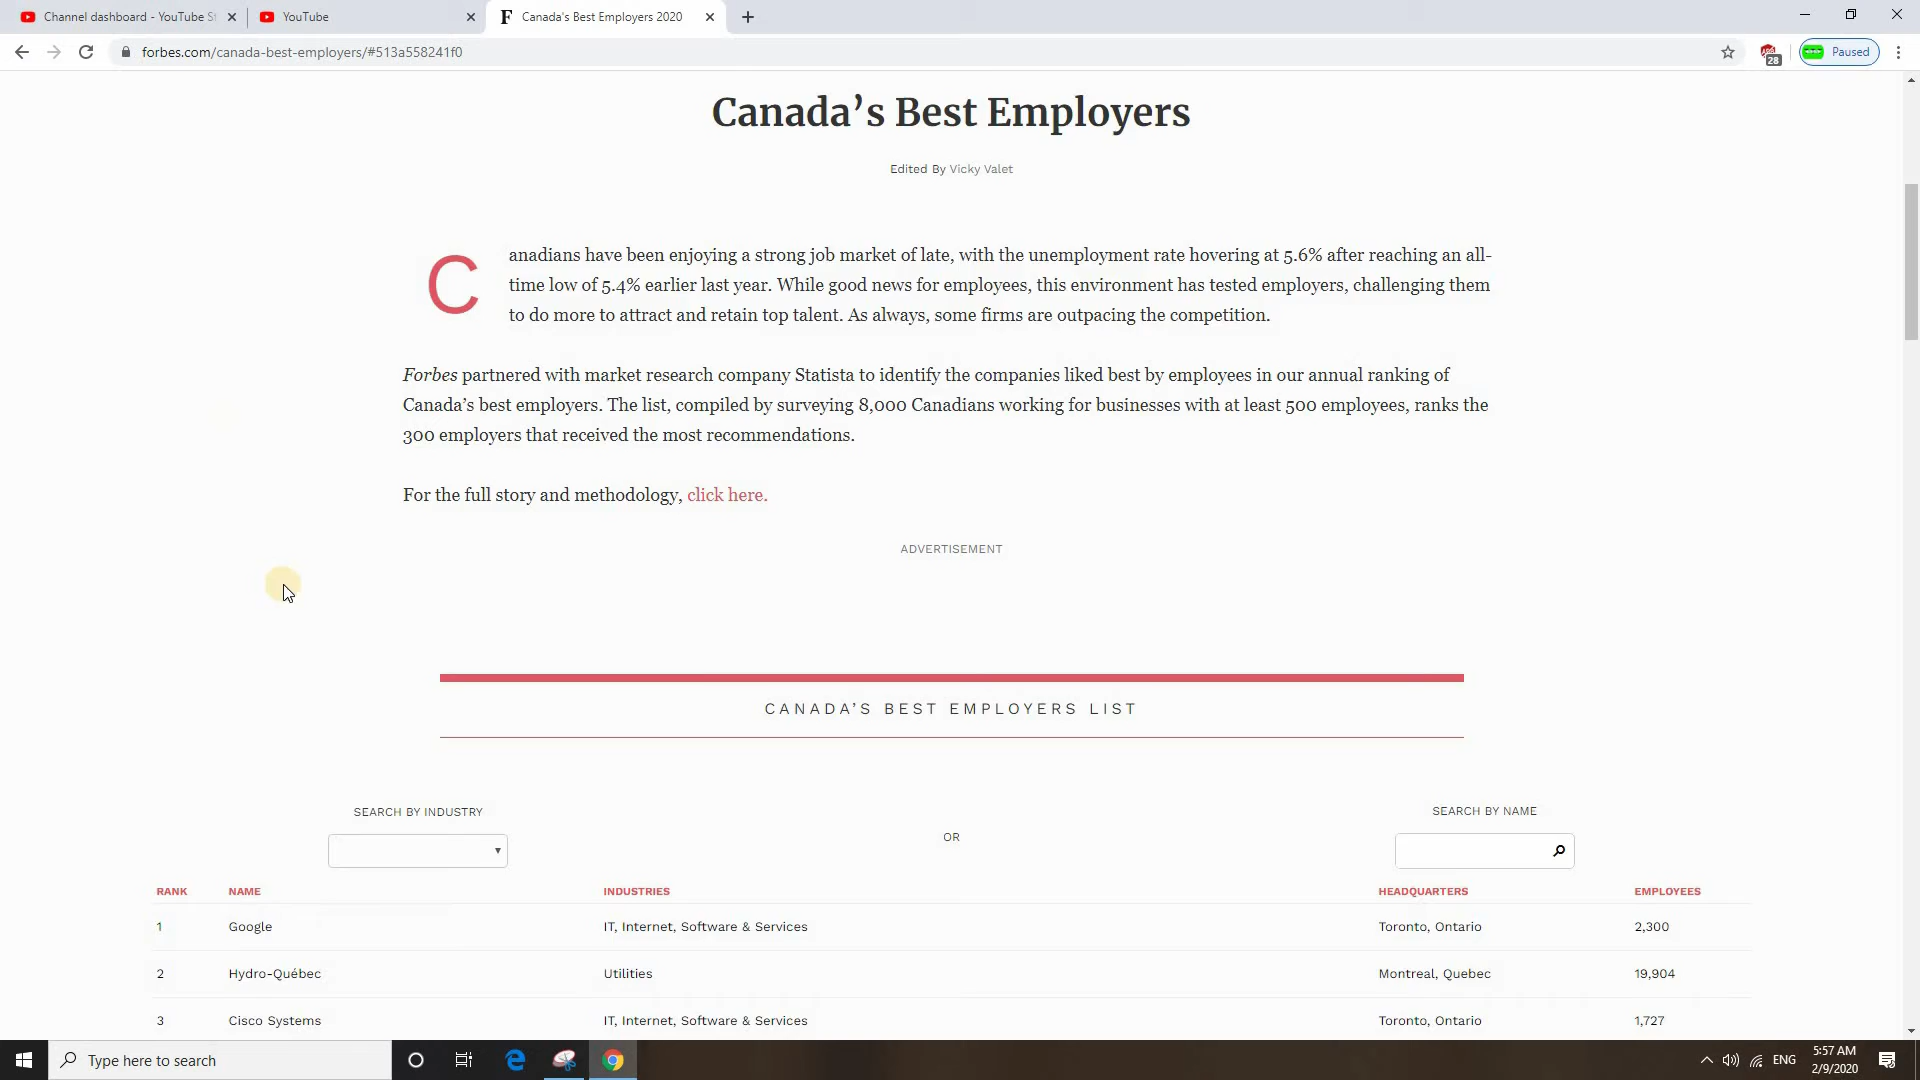 Channel dashboard - YouTube St
YouTube
F Canada's Best Employers 2020
forbes.com/canada-best-employers/#513a558241f0
28
Paused
Canada’s Best Employers
Edited By Vicky Valet
Canadians have been enjoying a strong job market of late, with the unemployment rate hovering at 5.6% after reaching an all-
time low of 5.4% earlier last year. While good news for employees, this environment has tested employers, challenging them
to do more to attract and retain top talent. As always, some firms are outpacing the competition.
Forbes partnered with market research company Statista to identify the companies liked best by employees in our annual ranking of
Canada’s best employers. The list, compiled by surveying 8,000 Canadians working for businesses with at least 500 employees, ranks the
300 employers that received the most recommendations.
For the full story and methodology, click here.
ADVERTISEMENT
CANADA’S BEST EMPLOYERS LIST
SEARCH BY INDUSTRY
OR
SEARCH BY NAME
RANK NAME INDUSTRIES HEADQUARTERS EMPLOYEES
1 Google IT, Internet, Software & Services Toronto, Ontario 2,300
2 Hydro-Québec Utilities Montreal, Quebec 19,904
3 Cisco Systems IT, Internet, Software & Services Toronto, Ontario 1,727
Type here to search
ENG
5:57 AM
2/9/2020